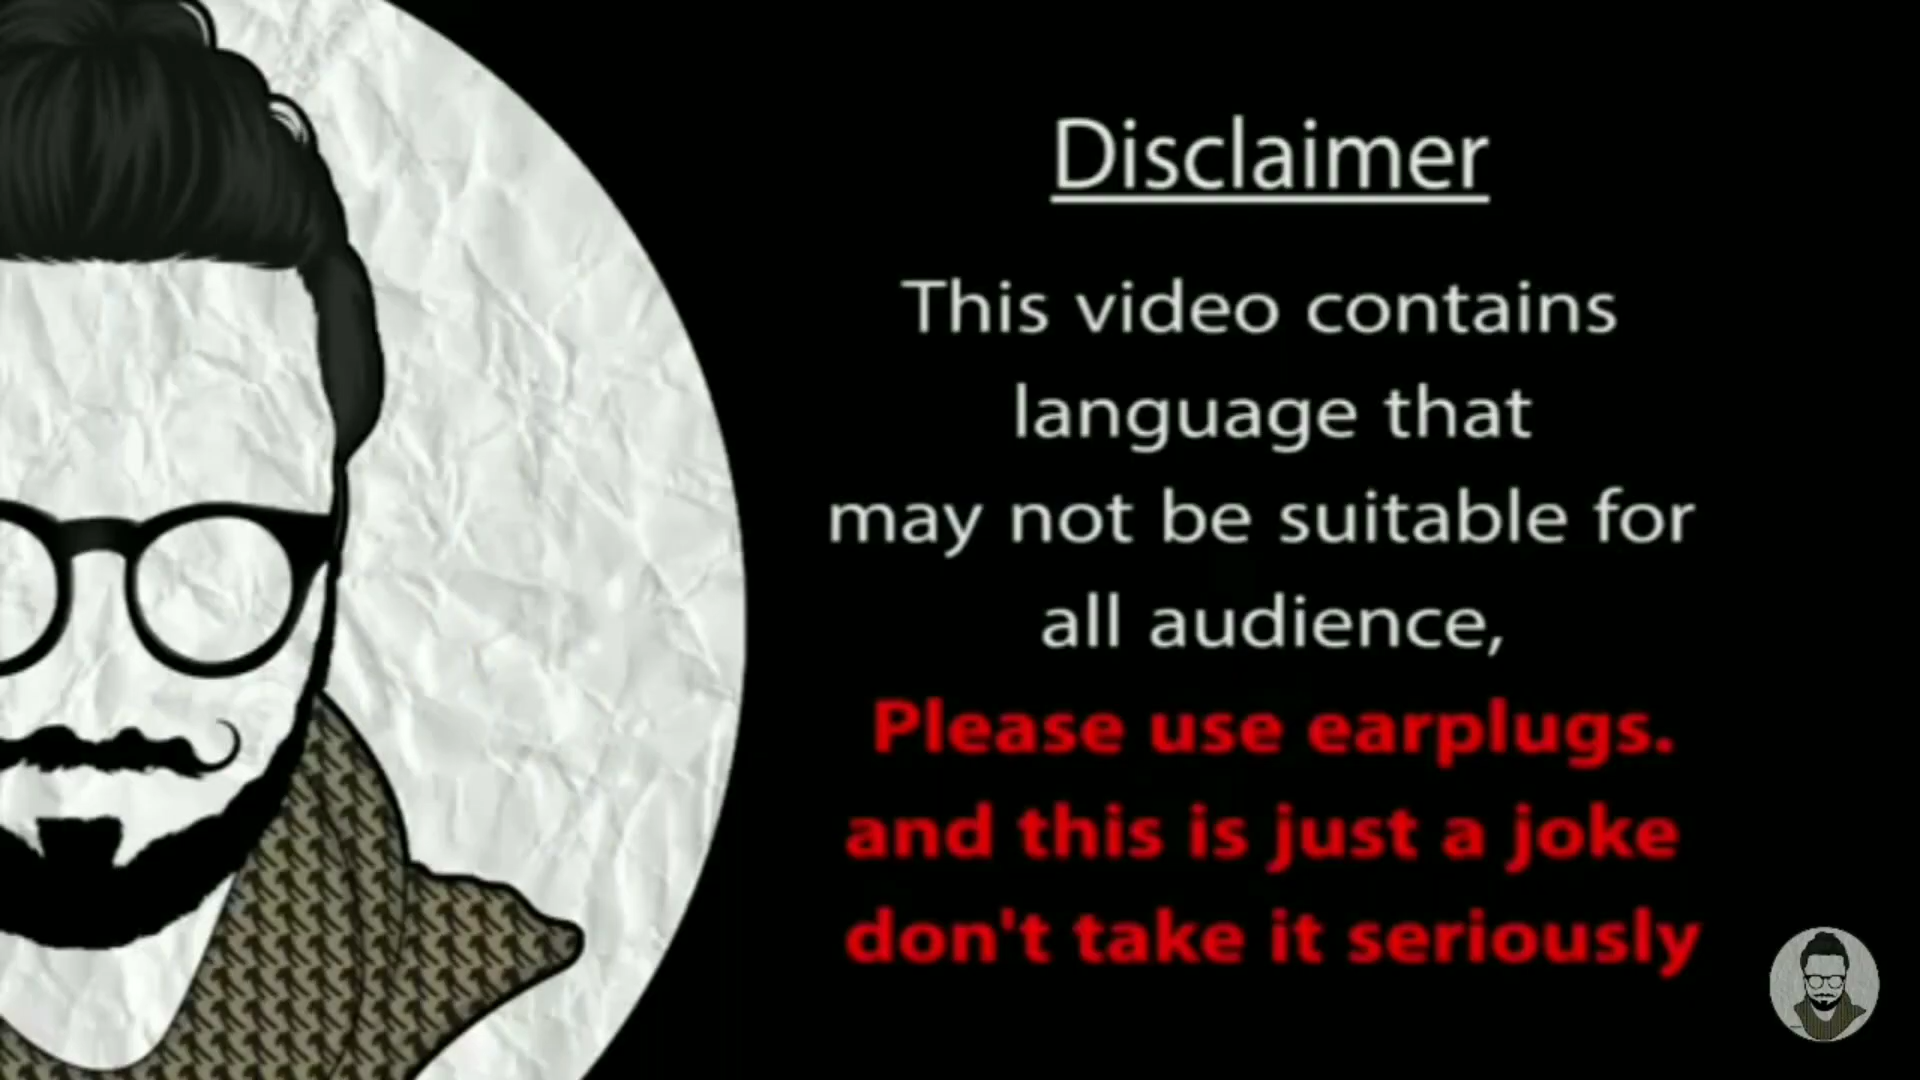 Disclaimer
This video contains
language that
may not be suitable for
all audience,
Please use earplugs.
and this is just a joke
don't take it seriously